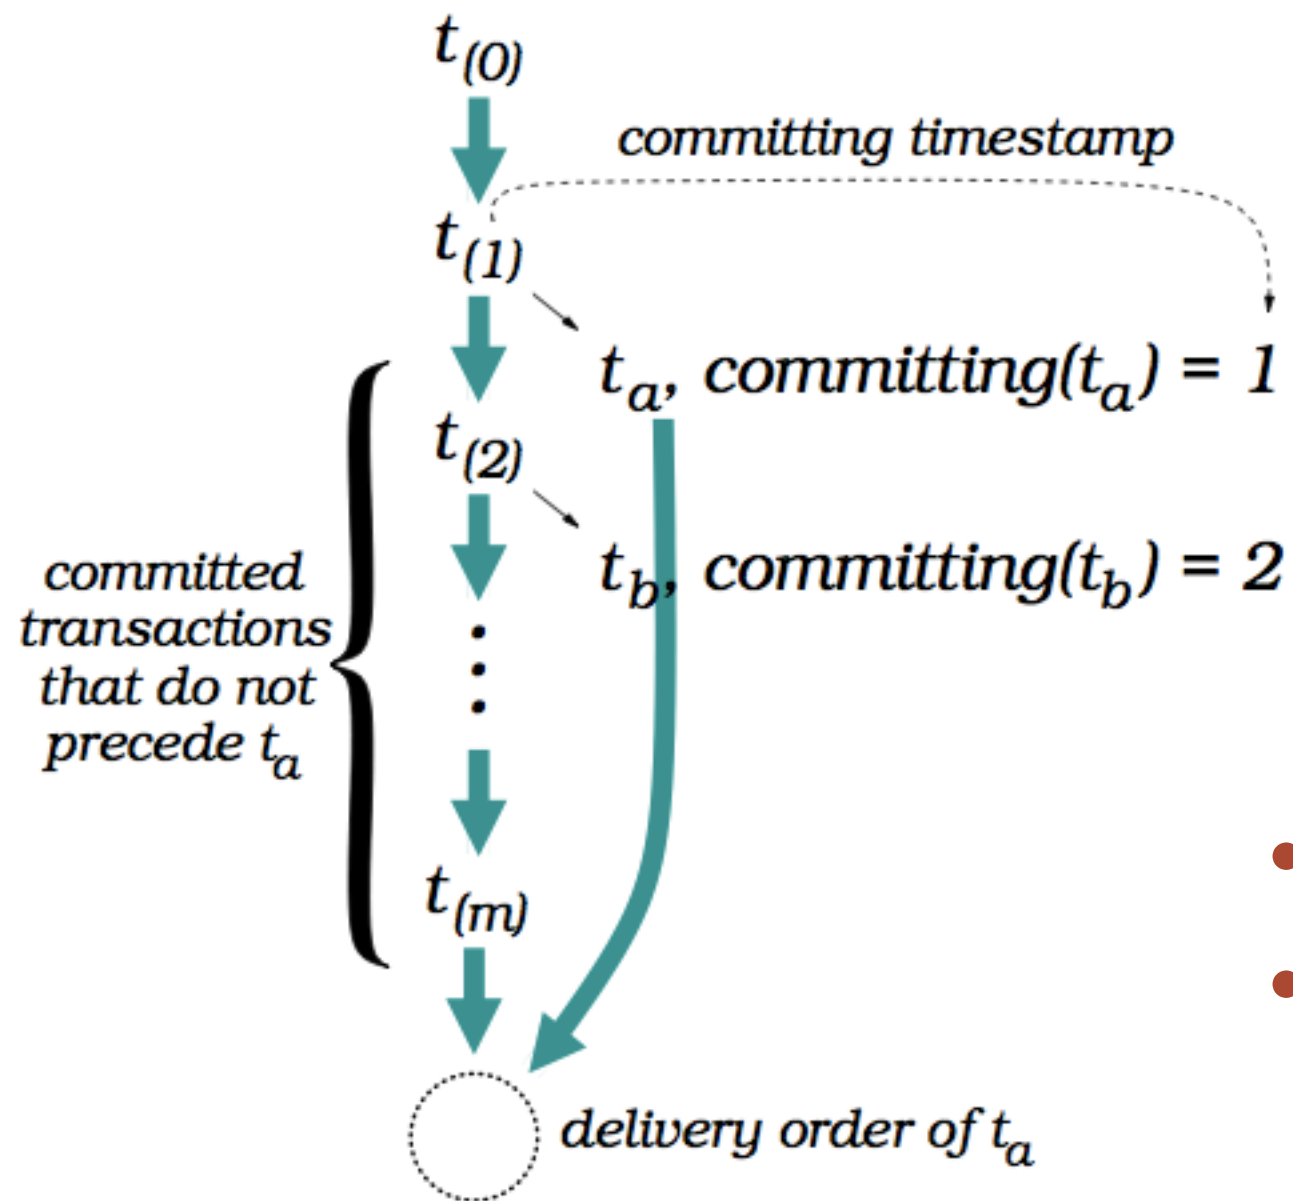 t(0)
committing timestamp
t(1)
ta, committing(ta) = 1
t(2)
tb, committing(tb) = 2
committed
transactions
that do not
precede ta
t(m)
delivery order of ta